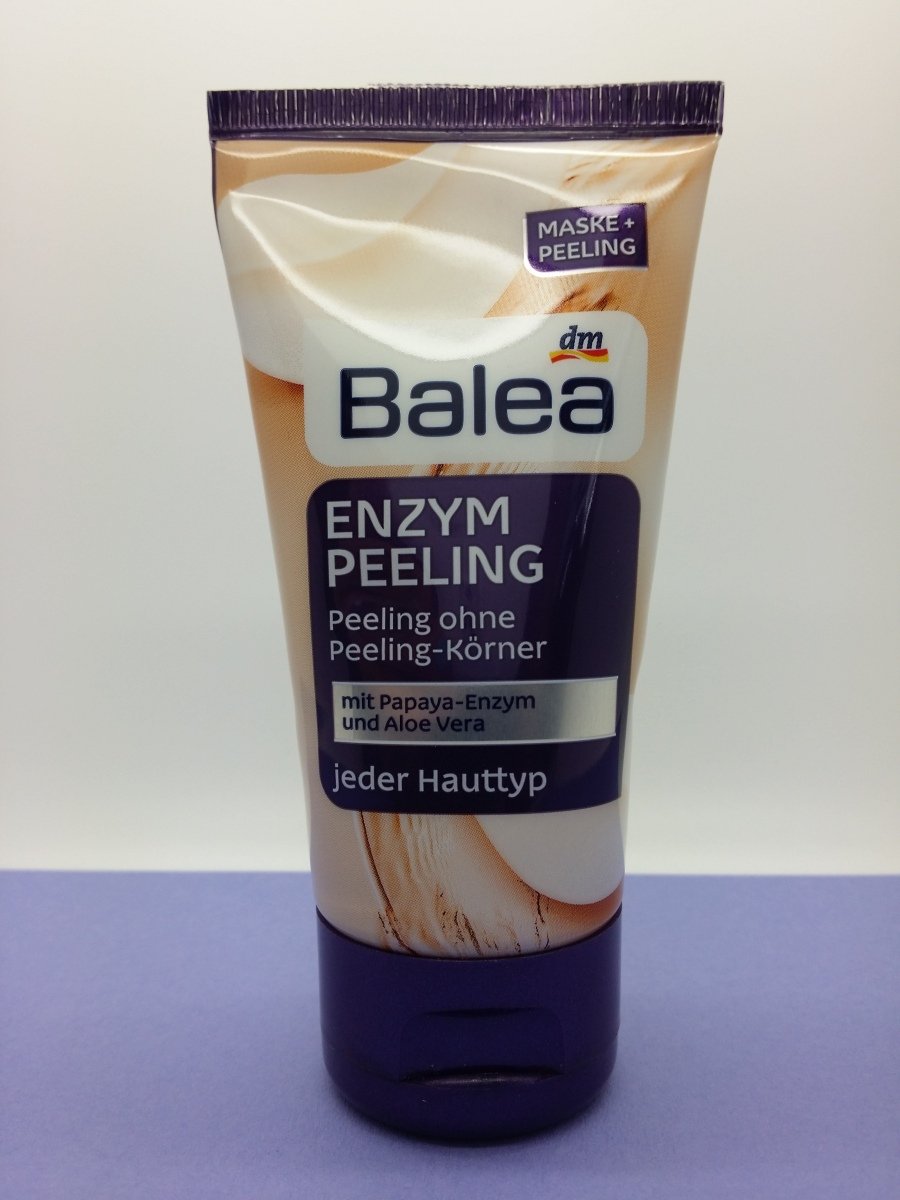 MASKE +
PEELING
dm
Balea
ENZYM
PEELING
Peeling ohne
Peeling-Körner
mit Papaya-Enzym
und Aloe Vera
jeder Hauttyp